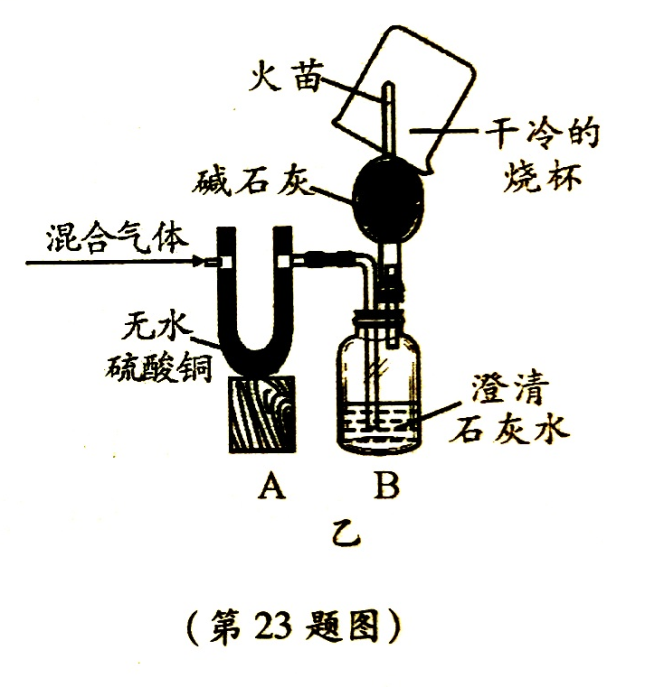 火苗
干冷的
烧杯
碱石灰
混合气体
无水
硫酸铜
澄清
石灰水
A
B
乙
(第23题图)